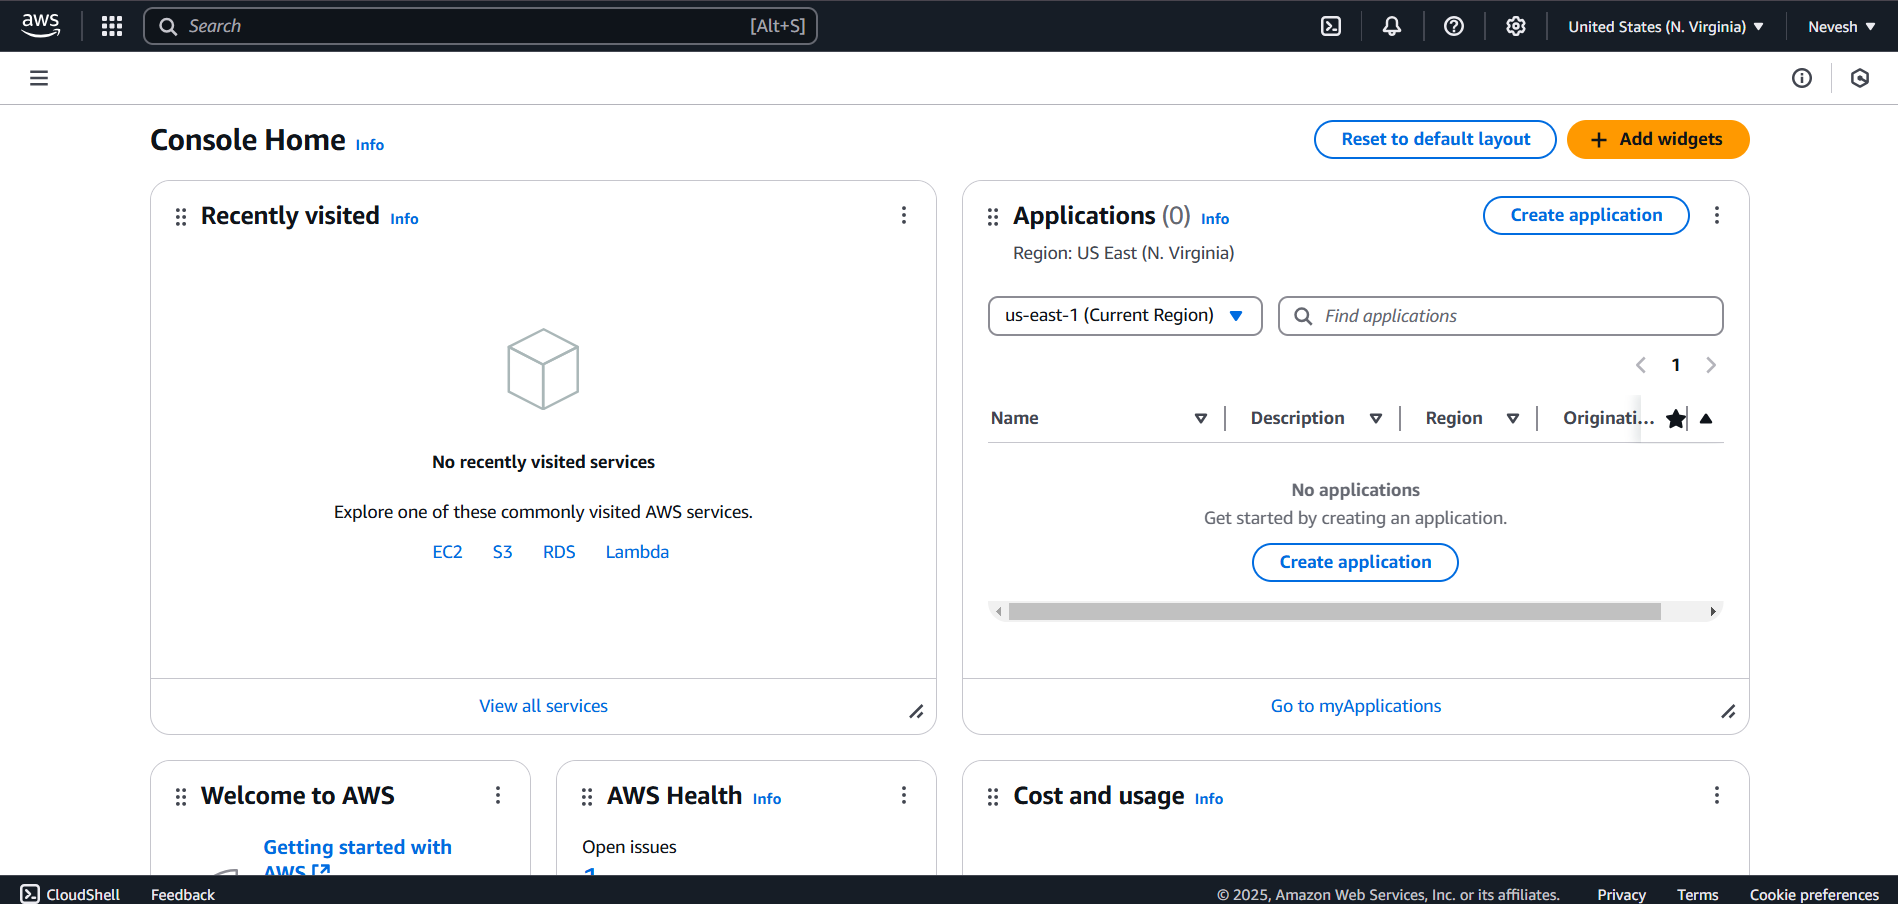 aws
Search [Alt+S]
United States (N. Virginia)
Nevesh
Console Home Info
Reset to default layout
Add widgets
Recently visited Info
No recently visited services
Explore one of these commonly visited AWS services.
EC2 S3 RDS Lambda
View all services
Applications (0) Info
Create application
Region: US East (N. Virginia)
us-east-1 (Current Region)
Find applications
1
Name Description Region Originati...
No applications
Get started by creating an application.
Create application
Go to myApplications
Welcome to AWS
Getting started with
AWS
AWS Health Info
Open issues
1
Cost and usage Info
CloudShell Feedback
© 2025, Amazon Web Services, Inc. or its affiliates. Privacy Terms Cookie preferences